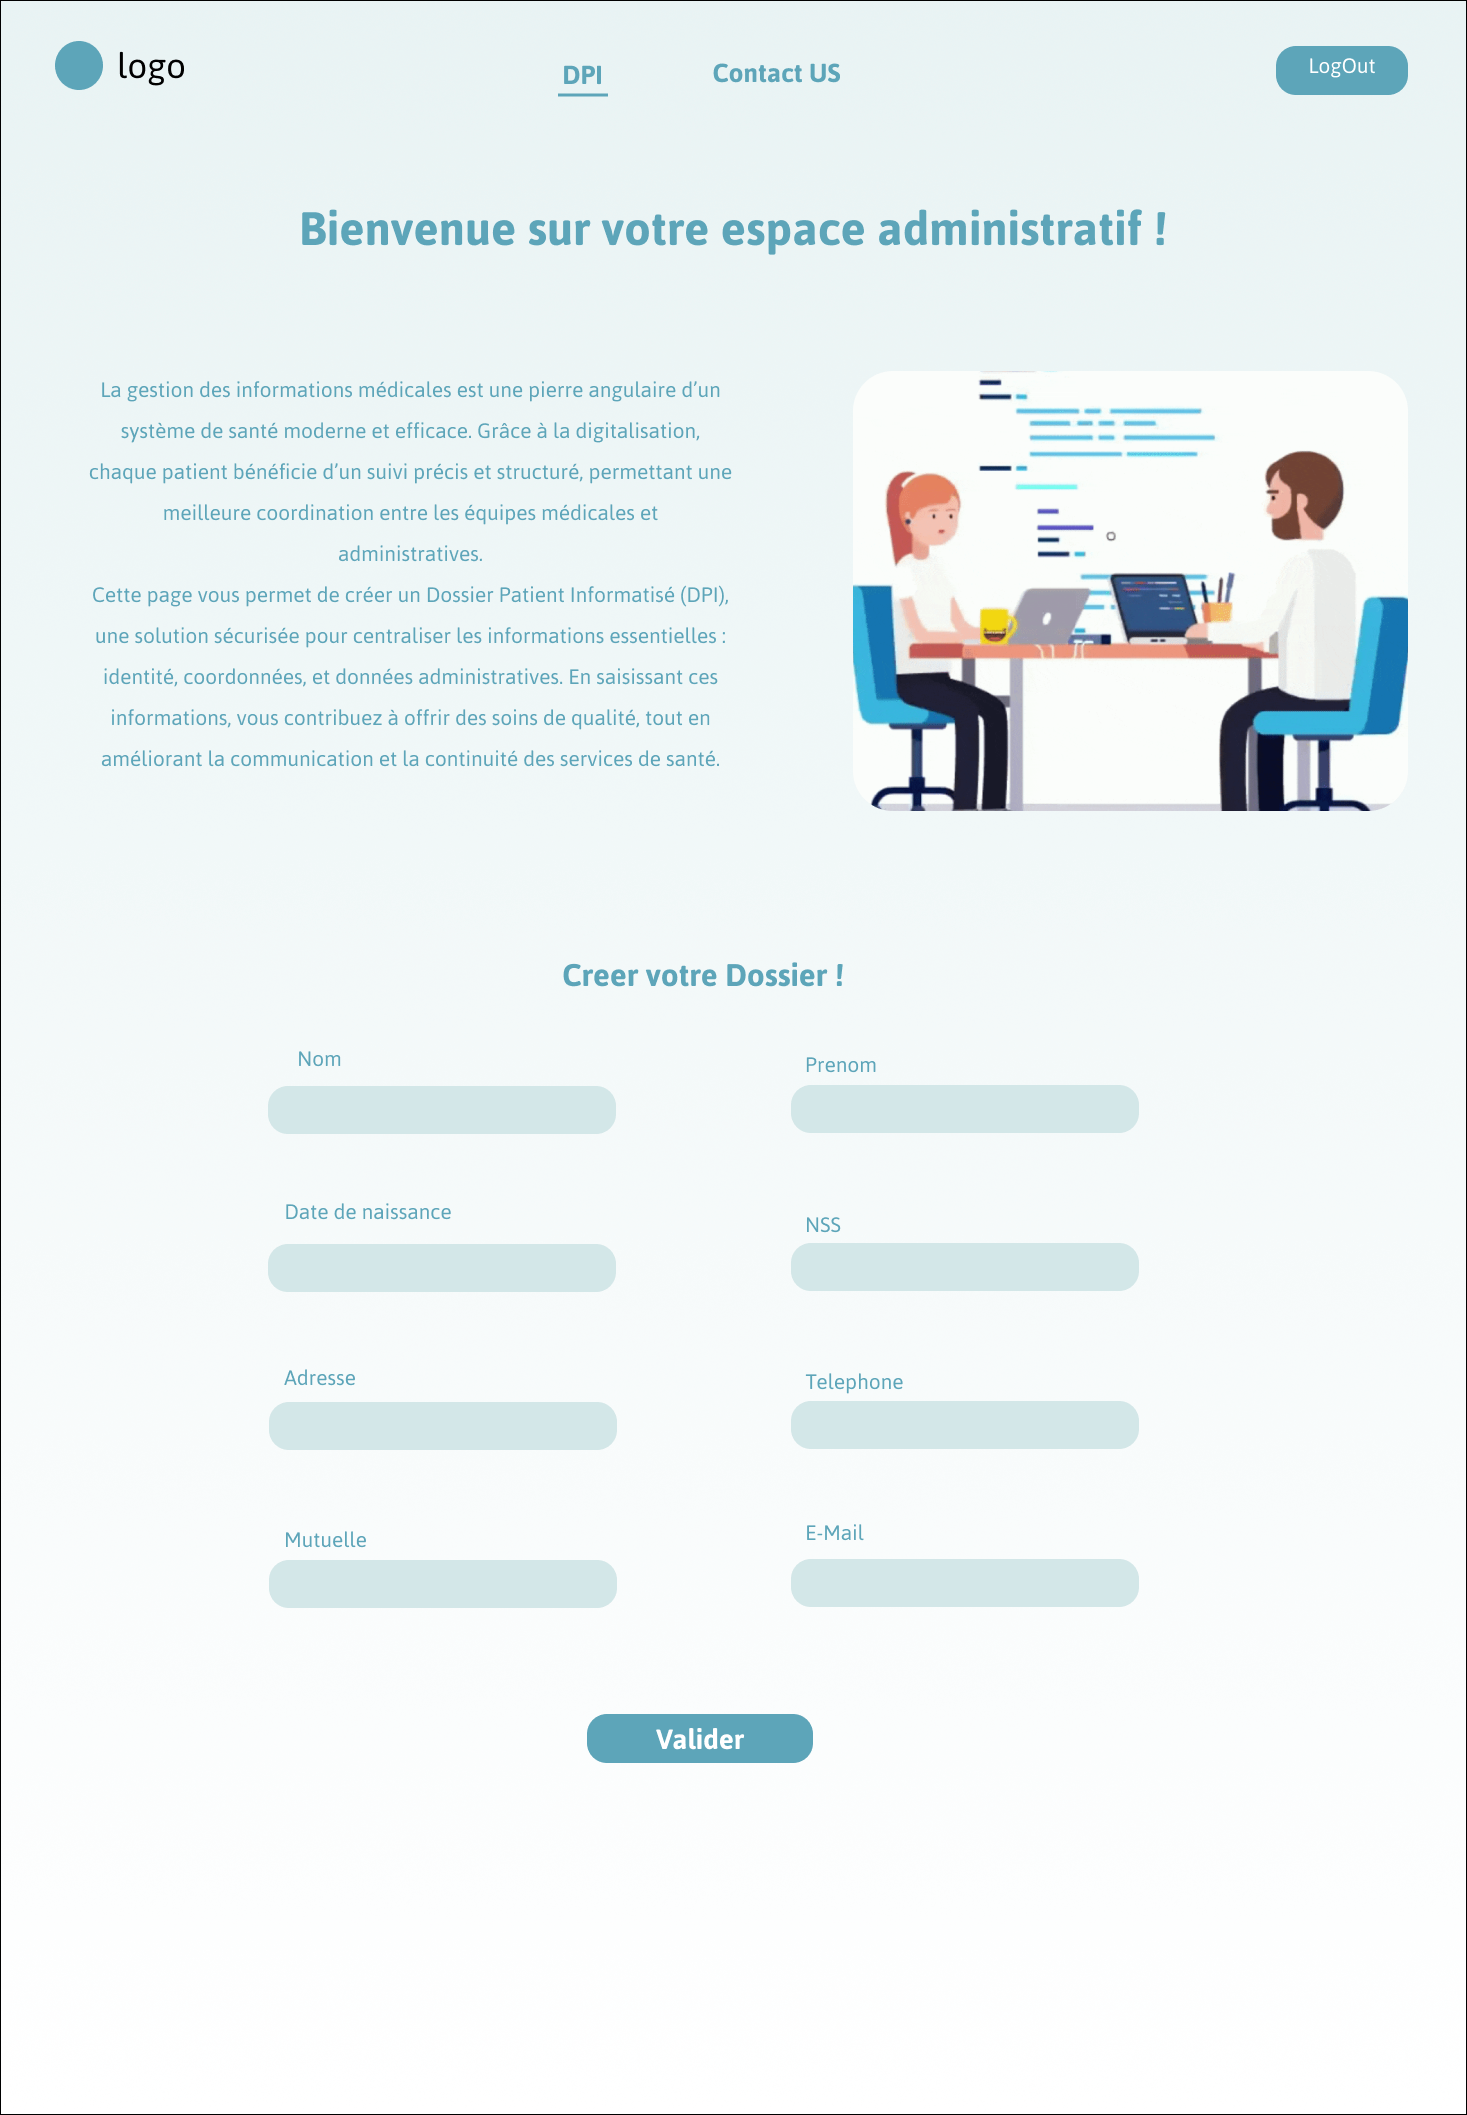 logo
DPI
Contact US
LogOut
Bienvenue sur votre espace administratif !
La gestion des informations médicales est une pierre angulaire d’un
système de santé moderne et efficace. Grâce à la digitalisation,
chaque patient bénéficie d’un suivi précis et structuré, permettant une
meilleure coordination entre les équipes médicales et
administratives.
Cette page vous permet de créer un Dossier Patient Informatisé (DPI),
une solution sécurisée pour centraliser les informations essentielles :
identité, coordonnées, et données administratives. En saisissant ces
informations, vous contribuez à offrir des soins de qualité, tout en
améliorant la communication et la continuité des services de santé.
Creer votre Dossier !
Nom
Prenom
Date de naissance
NSS
Adresse
Telephone
Mutuelle
E-Mail
Valider